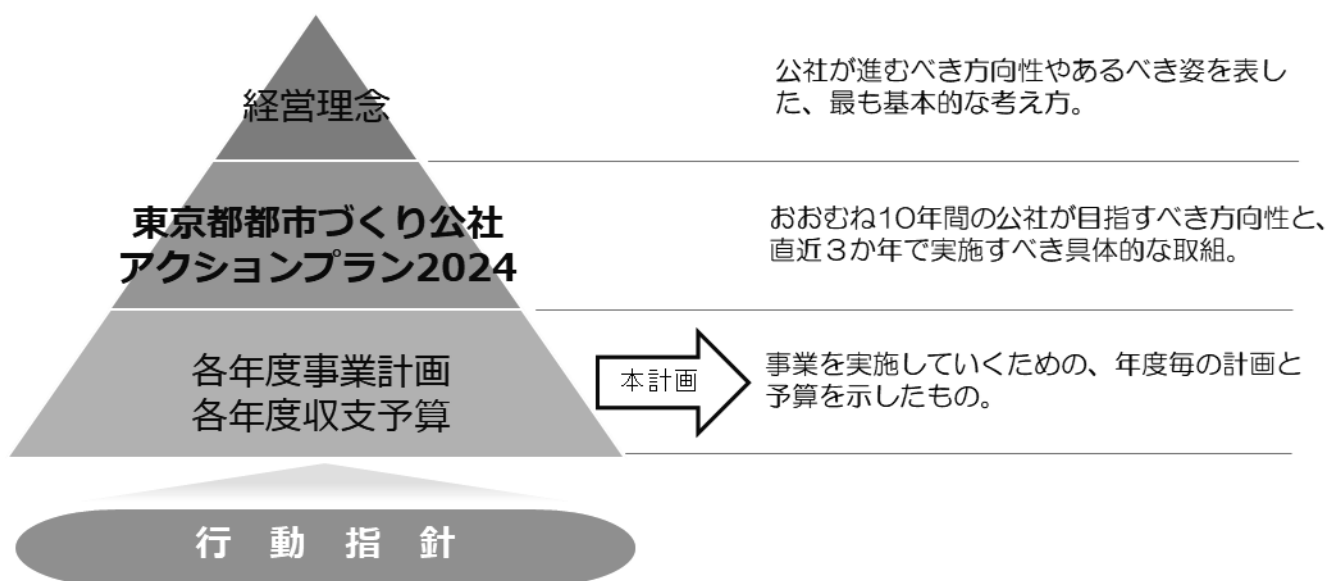 経営理念
公社が進むべき方向性やあるべき姿を表し
た、最も基本的な考え方。
東京都都市づくり公社
アクションプラン2024
おおむね10年間の公社が目指すべき方向性と、
直近3か年で実施すべき具体的な取組。
各年度事業計画
各年度収支予算
本計画
事業を実施していくための、年度毎の計画と
予算を示したもの。
行動指針